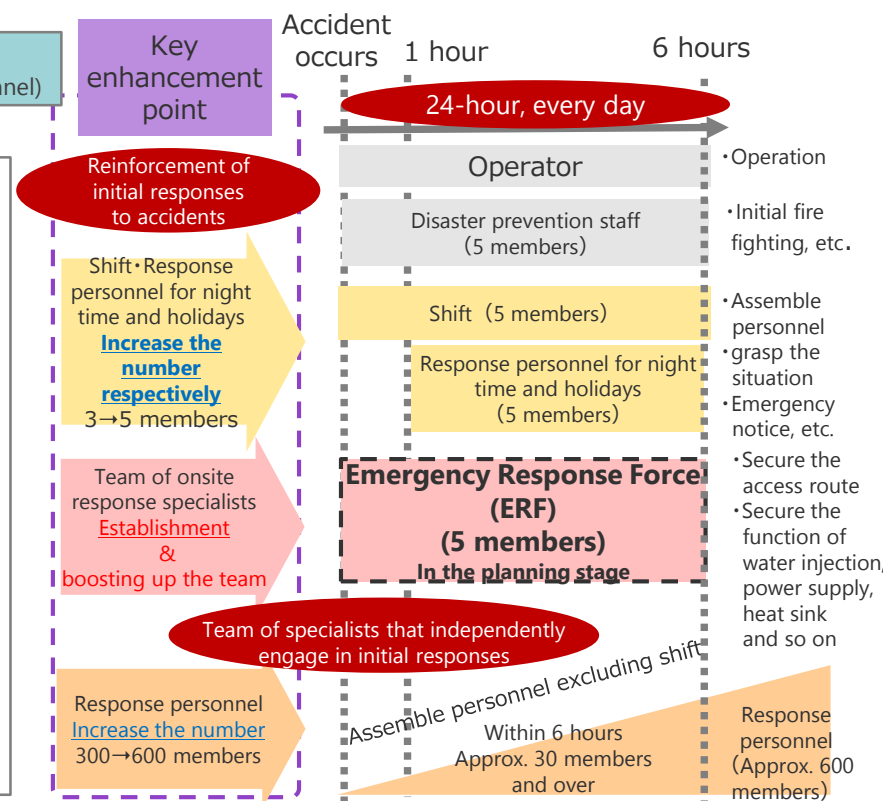 nnel)
Key
enhancement
point
Accident
occurs
1 hour
6 hours
24-hour, every day
Reinforcement of
initial responses
to accidents
Operator
・Operation
Disaster prevention staff
(5 members)
・Initial fire
fighting, etc.
Shift・Response
personnel for night
time and holidays
Increase the
number
respectively
3→5 members
Shift（5 members）
Response personnel for night
time and holidays
(5 members)
・Assemble
personnel
・grasp the
situation
・Emergency
notice, etc.
Team of onsite
response specialists
Establishment
&
boosting up the team
Emergency Response Force
(ERF)
(5 members)
In the planning stage
・Secure the
access route
・Secure the
function of
water injection,
power supply,
heat sink
and so on
Team of specialists that independently
engage in initial responses
Response personnel
Increase the number
300→600 members
Assemble personnel excluding shift
Within 6 hours
Approx. 30 members
and over
Response
personnel
(Approx. 600
members)